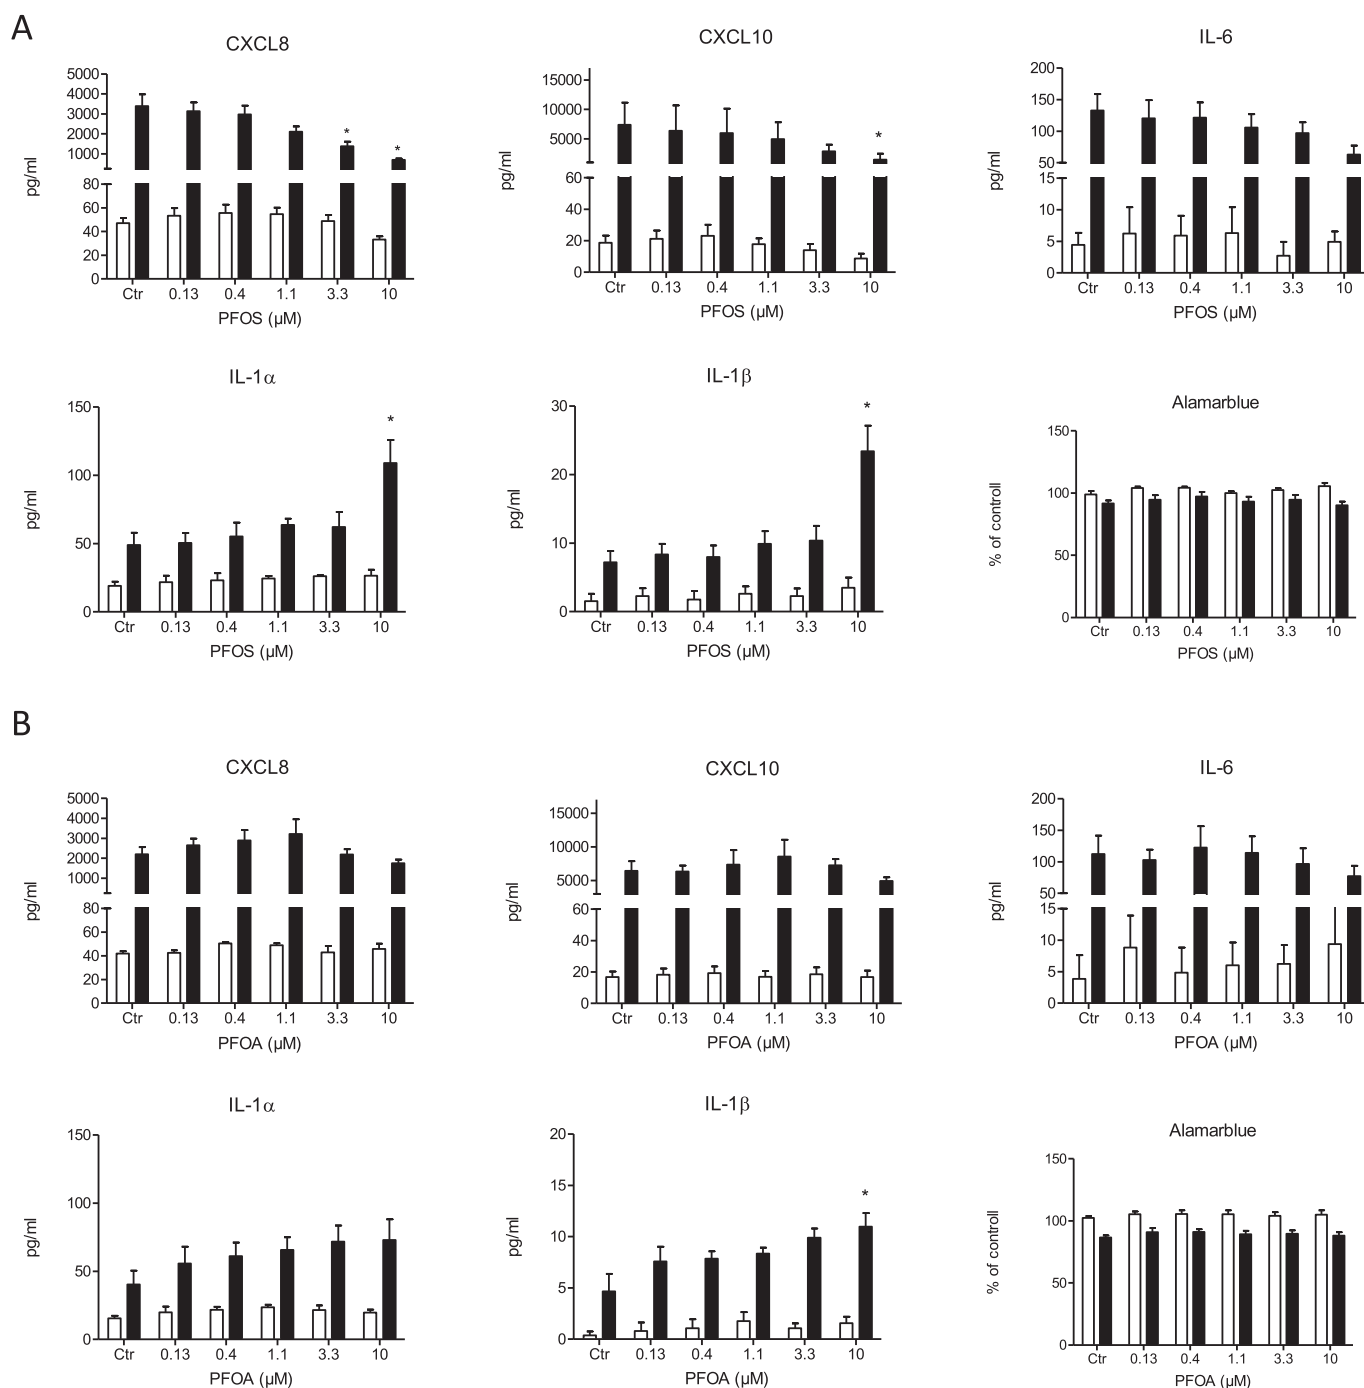 A
CXCL8
CXCL10
IL-6
5000
4000
3000
2000
1000
80
60
40
20
0
pg/ml
* *
Ctr 0.13 0.4 1.1 3.3 10
PFOS (µM)
15000
10000
5000
60
40
20
0
pg/ml
*
Ctr 0.13 0.4 1.1 3.3 10
PFOS (µM)
200
150
100
50
15
10
5
0
pg/ml
Ctr 0.13 0.4 1.1 3.3 10
PFOS (µM)
IL-1α
IL-1β
Alamarblue
150
100
50
0
pg/ml
*
Ctr 0.13 0.4 1.1 3.3 10
PFOS (µM)
30
20
10
0
pg/ml
*
Ctr 0.13 0.4 1.1 3.3 10
PFOS (µM)
150
100
50
0
% of controll
Ctr 0.13 0.4 1.1 3.3 10
PFOS (µM)
B
CXCL8
CXCL10
IL-6
5000
4000
3000
2000
1000
80
60
40
20
0
pg/ml
Ctr 0.13 0.4 1.1 3.3 10
PFOA (µM)
15000
10000
5000
60
40
20
0
pg/ml
Ctr 0.13 0.4 1.1 3.3 10
PFOA (µM)
200
150
100
50
15
10
5
0
pg/ml
Ctr 0.13 0.4 1.1 3.3 10
PFOA (µM)
IL-1α
IL-1β
Alamarblue
150
100
50
0
pg/ml
Ctr 0.13 0.4 1.1 3.3 10
PFOA (µM)
20
15
10
5
0
pg/ml
*
Ctr 0.13 0.4 1.1 3.3 10
PFOA (µM)
150
100
50
0
% of controll
Ctr 0.13 0.4 1.1 3.3 10
PFOA (µM)